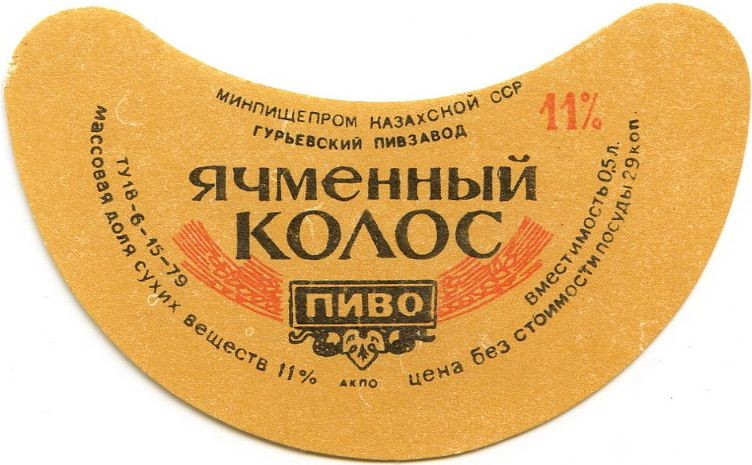 МИНПИЩЕПРОМ КАЗАХСКОЙ ССР
ГУРЬЕВСКИЙ ПИВЗАВОД
11%
ЯЧМЕННЫЙ
КОЛОС
ПИВО
ТУ18-6-15-79
массовая доля сухих веществ 11%
АКПО
вместимость 0,5 л.
цена без стоимости посуды 29 коп.